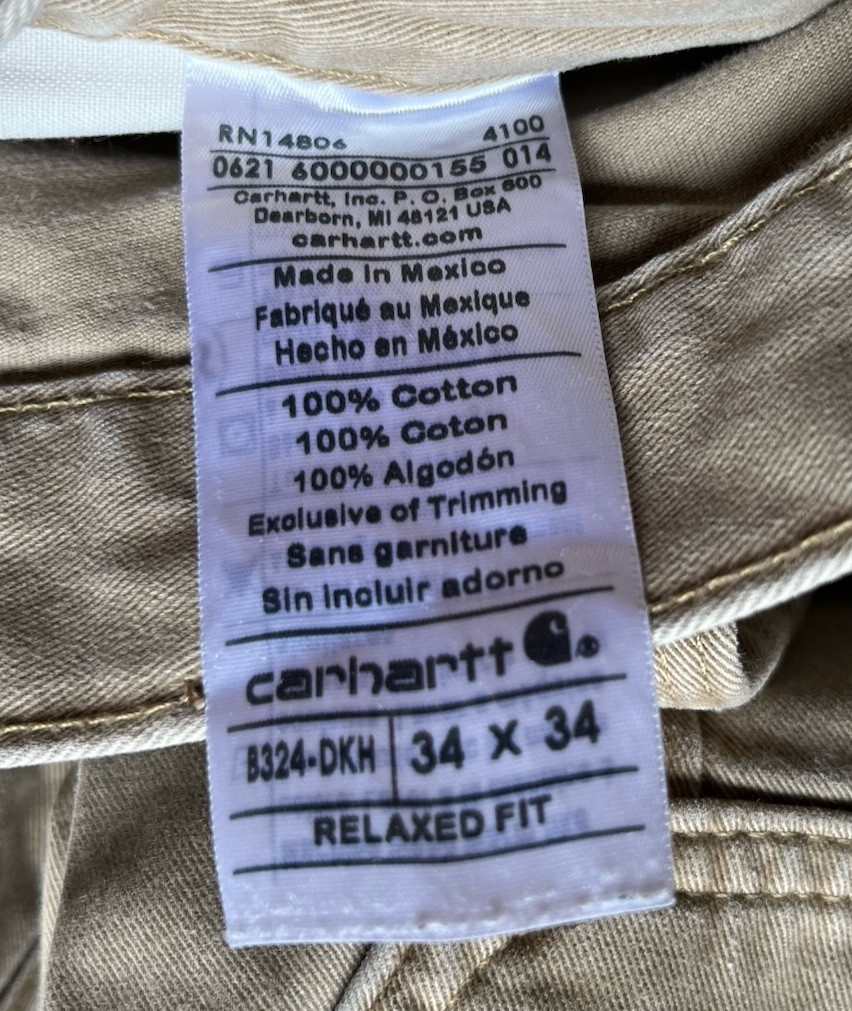 RN14806 4100
0621 6000000155 014
Carhartt, Inc. P. O. Box 600
Dearborn, MI 48121 USA
carhartt.com
Made in Mexico
Fabriqué au Mexique
Hecho en México
100% Cotton
100% Coton
100% Algodón
Exclusive of Trimming
Sans garniture
Sin incluir adorno
carhartt ®
B324-DKH 34 X 34
RELAXED FIT